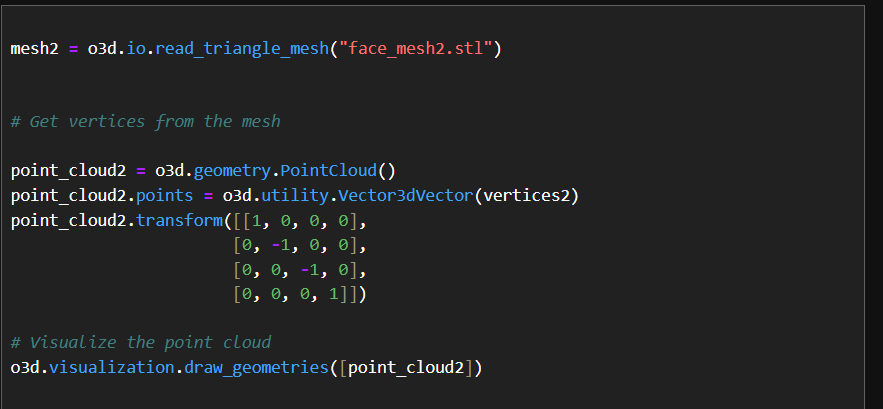 mesh2 = o3d.io.read_triangle_mesh("face_mesh2.stl")
# Get vertices from the mesh
point_cloud2 = o3d.geometry.PointCloud()
point_cloud2.points = o3d.utility.Vector3dVector(vertices2)
point_cloud2.transform([[1, 0, 0, 0],
[0, -1, 0, 0],
[0, 0, -1, 0],
[0, 0, 0, 1]])
# Visualize the point cloud
o3d.visualization.draw_geometries([point_cloud2])